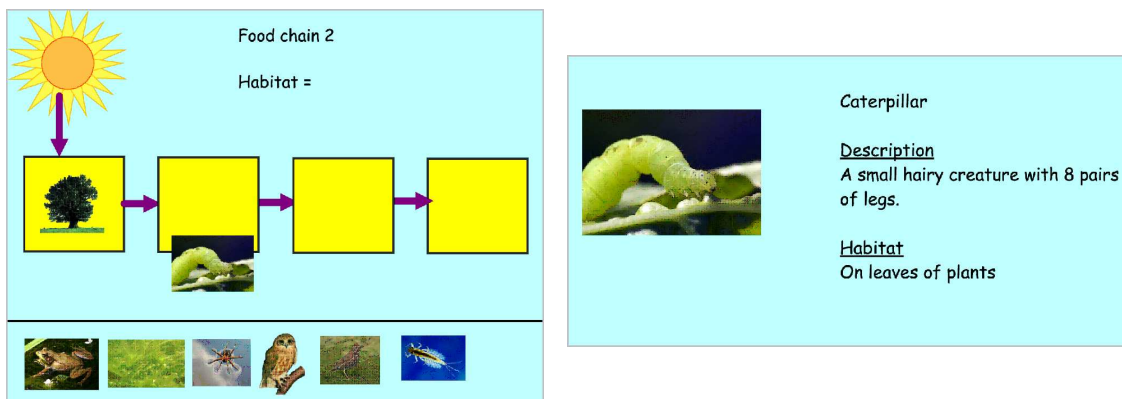 Food chain 2
Habitat =
Caterpillar
Description
A small hairy creature with 8 pairs
of legs.
Habitat
On leaves of plants